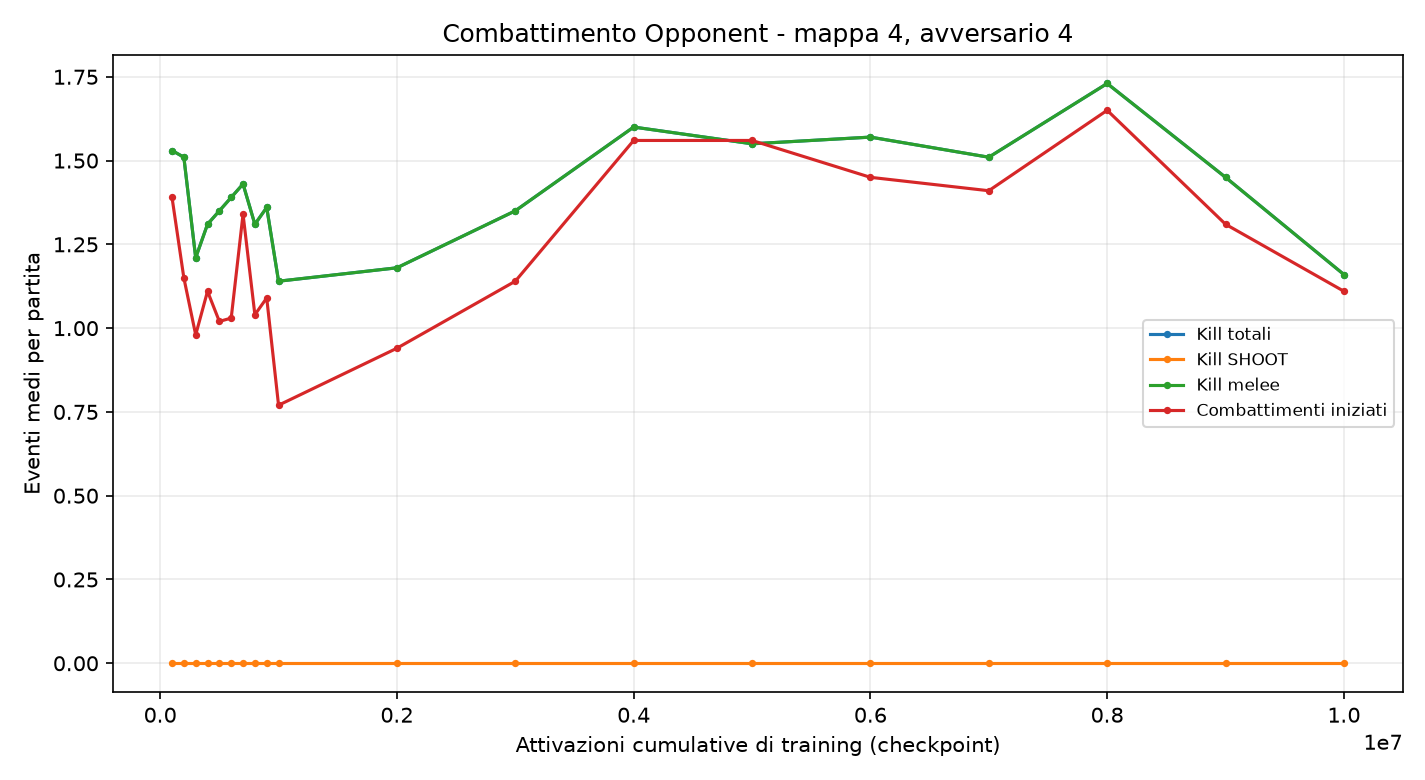 Combattimento Opponent - mappa 4, avversario 4
Eventi medi per partita
1.75
1.50
1.25
1.00
0.75
0.50
0.25
0.00
Kill totali
Kill SHOOT
Kill melee
Combattimenti iniziati
0.0 0.2 0.4 0.6 0.8 1.0
1e7
Attivazioni cumulative di training (checkpoint)